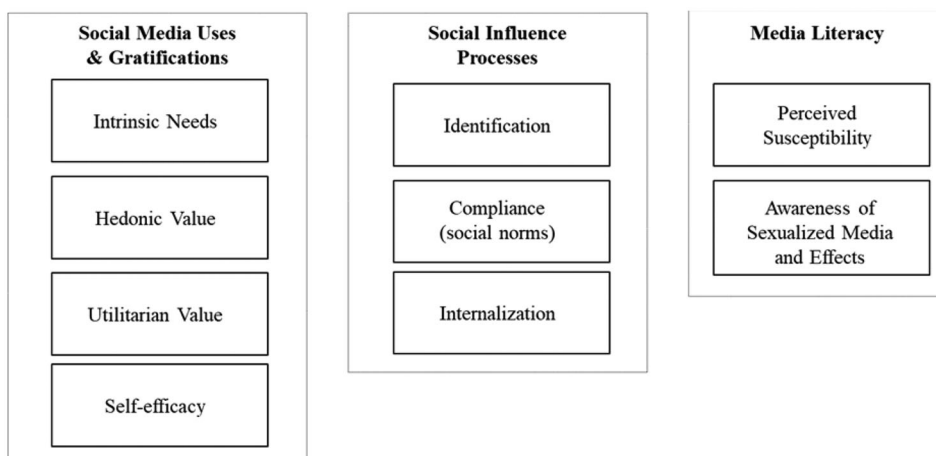 Social Media Uses
& Gratifications
Intrinsic Needs
Hedonic Value
Utilitarian Value
Self-efficacy
Social Influence
Processes
Identification
Compliance
(social norms)
Internalization
Media Literacy
Perceived
Susceptibility
Awareness of
Sexualized Media
and Effects